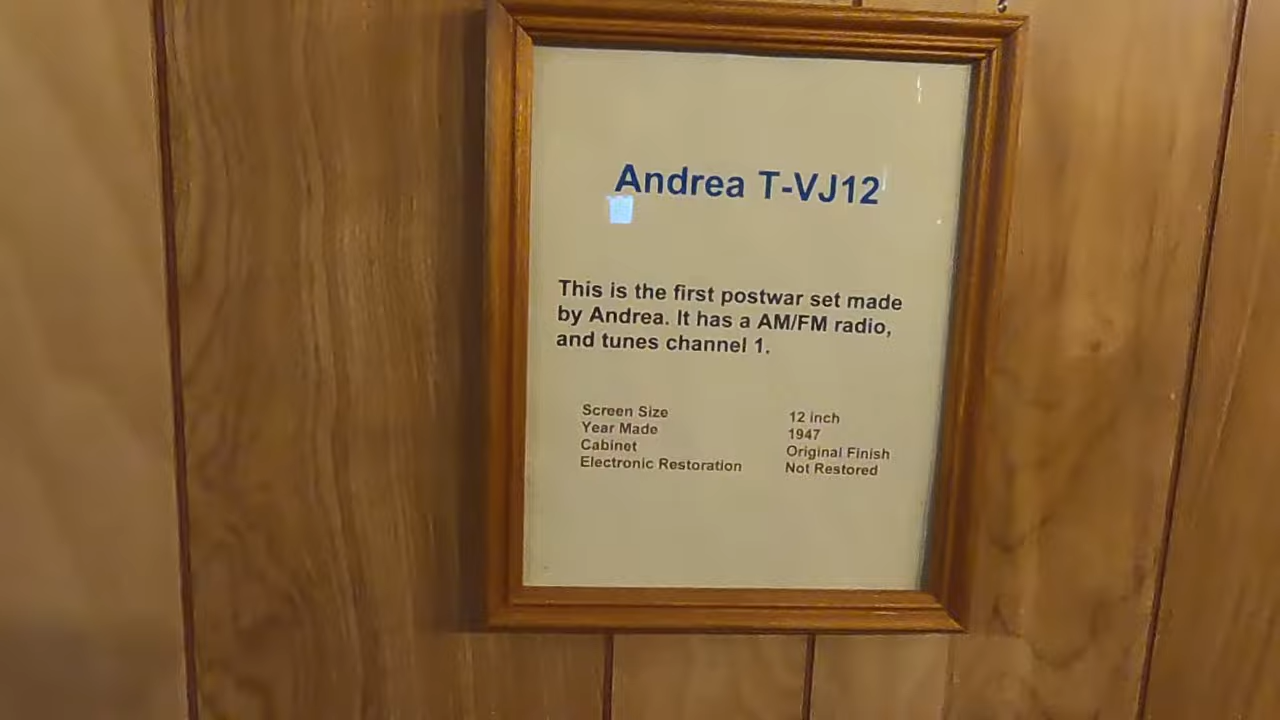 Andrea T-VJ12
This is the first postwar set made
by Andrea. It has a AM/FM radio,
and tunes channel 1.
Screen Size 12 inch
Year Made 1947
Cabinet Original Finish
Electronic Restoration Not Restored